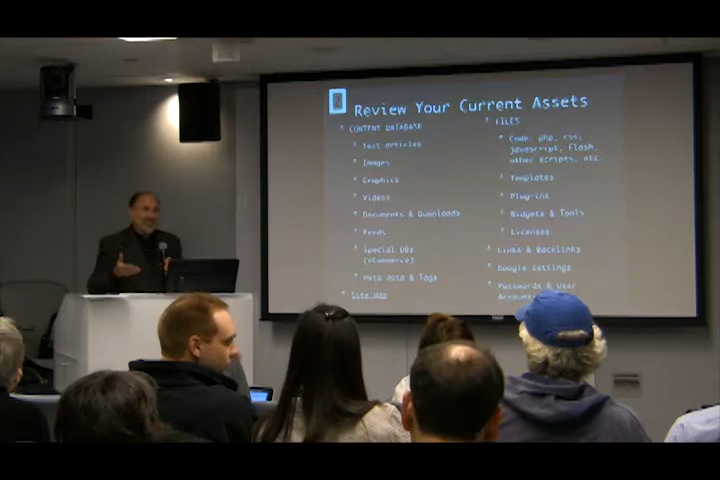 Review Your Current Assets
CONTENT DATABASE
Text articles
Images
Graphics
Videos
Documents & Downloads
Feeds
Special DBs
(eCommerce)
Meta data & Tags
Site Map
FILES
Code, php, css,
javascript, flash,
other scripts, etc.
Templates
Plug-ins
Widgets & Tools
Licenses
Links & Backlinks
Google settings
Passwords & User
Accounts